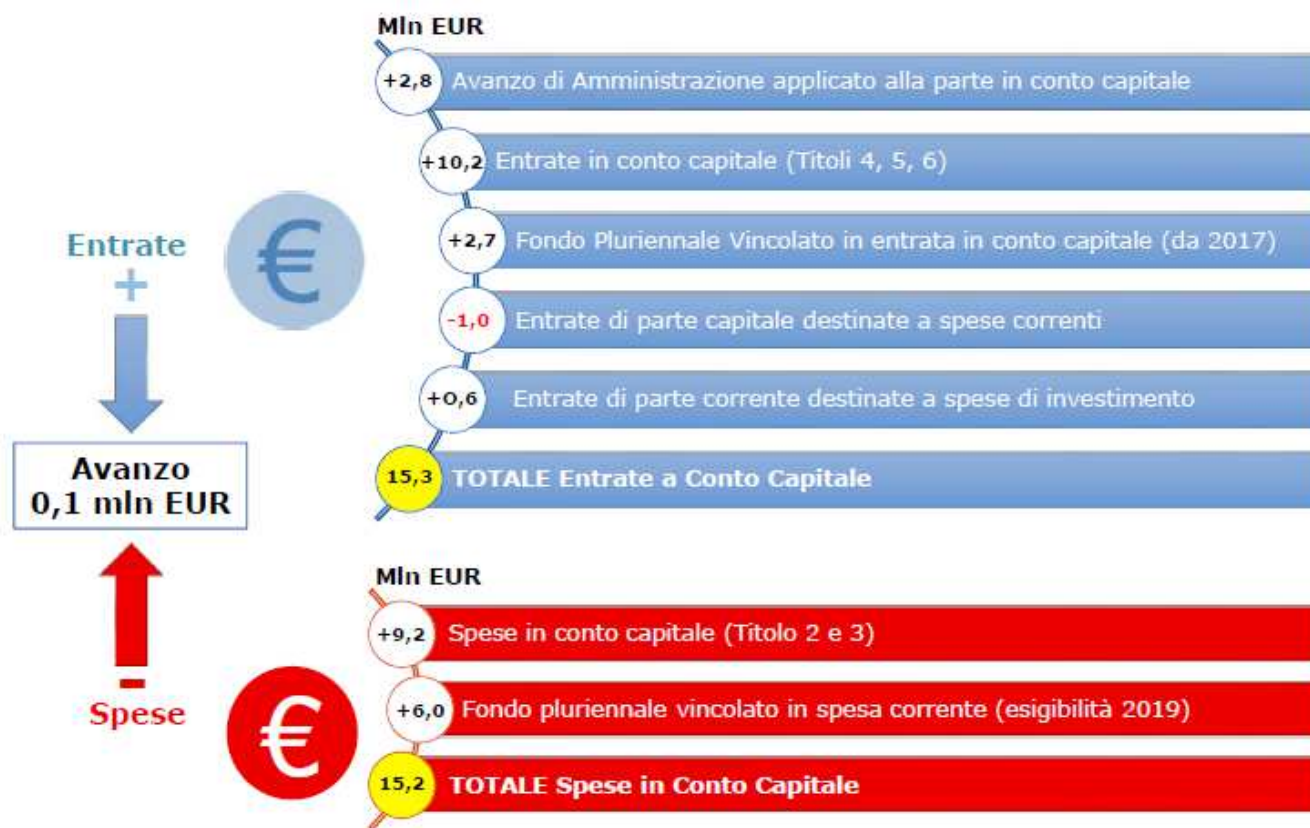 Mln EUR
+2,8 Avanzo di Amministrazione applicato alla parte in conto capitale
+10,2 Entrate in conto capitale (Titoli 4, 5, 6)
+2,7 Fondo Pluriennale Vincolato in entrata in conto capitale (da 2017)
-1,0 Entrate di parte capitale destinate a spese correnti
+0,6 Entrate di parte corrente destinate a spese di investimento
15,3 TOTALE Entrate a Conto Capitale
Entrate
+
€
Avanzo
0,1 mln EUR
Mln EUR
+9,2 Spese in conto capitale (Titolo 2 e 3)
+6,0 Fondo pluriennale vincolato in spesa corrente (esigibilità 2019)
15,2 TOTALE Spese in Conto Capitale
-
Spese
€